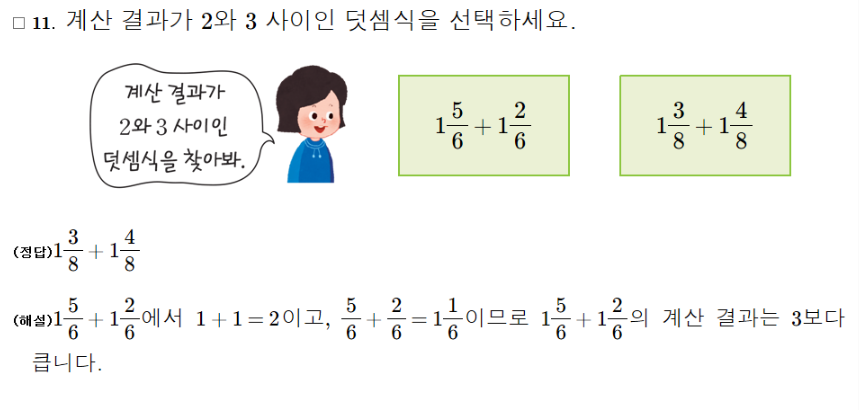 □ 11. 계산 결과가 2와 3 사이인 덧셈식을 선택하세요.
계산 결과가
2와 3 사이인
덧셈식을 찾아봐.
1 5/6 + 1 2/6
1 3/8 + 1 4/8
(정답) 1 3/8 + 1 4/8
(해설) 1 5/6 + 1 2/6 에서 1+1=2이고, 5/6 + 2/6 = 1 1/6 이므로 1 5/6 + 1 2/6 의 계산 결과는 3보다
큽니다.